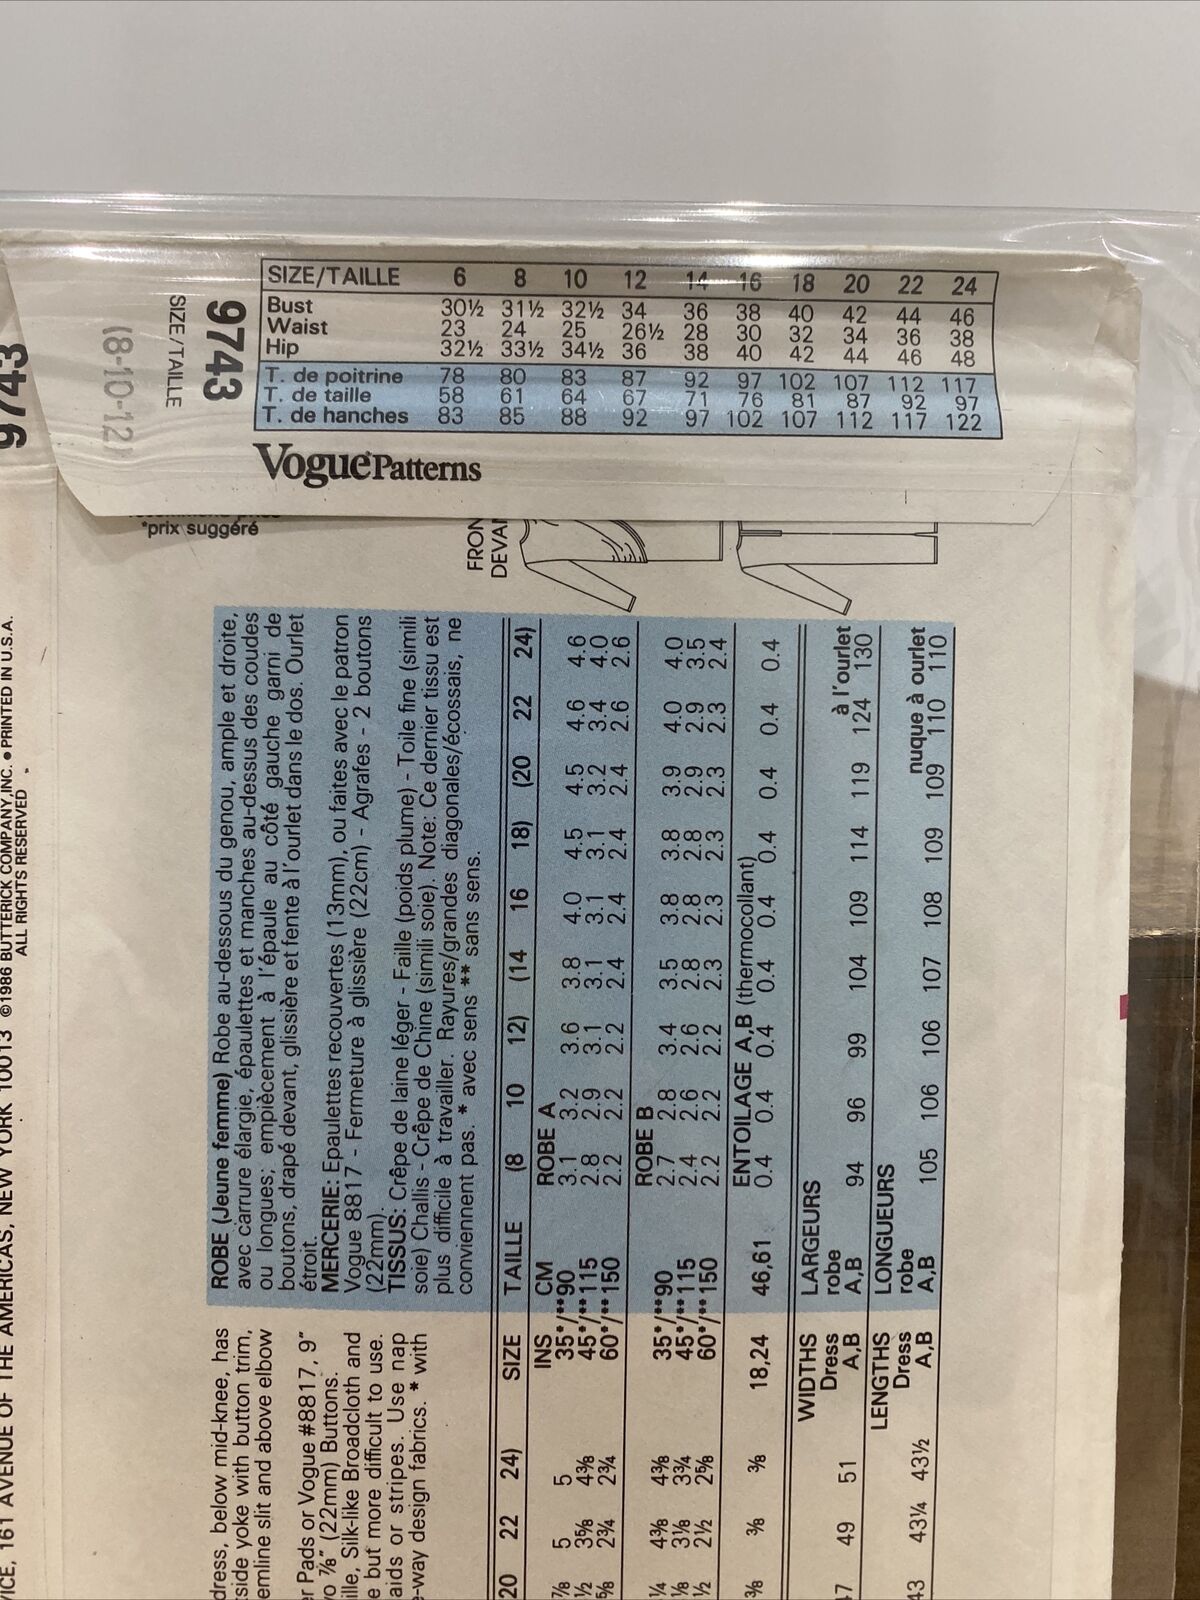 SIZE/TAILLE 6 8 10 12 14 16 18 20 22 24
Bust 30½ 31½ 32½ 34 36 38 40 42 44 46
Waist 23 24 25 26½ 28 30 32 34 36 38
Hip 32½ 33½ 34½ 36 38 40 42 44 46 48
T. de poitrine 78 80 83 87 92 97 102 107 112 117
T. de taille 58 61 64 67 71 76 81 87 92 97
T. de hanches 83 85 88 92 97 102 107 112 117 122
Vogue Patterns
9743
SIZE/TAILLE
(8-10-12)
9743
*prix suggéré
VICE, 161 AVENUE OF THE AMERICAS, NEW YORK 10013 ©1986 BUTTERICK COMPANY, INC. • PRINTED IN U.S.A.
ALL RIGHTS RESERVED
dress, below mid-knee, has
side yoke with button trim,
emline slit and above elbow
r Pads or Vogue #8817, 9"
vo ⅞" (22mm) Buttons.
ille, Silk-like Broadcloth and
e but more difficult to use.
aids or stripes. Use nap
e-way design fabrics. * with
ROBE (Jeune femme) Robe au-dessous du genou, ample et droite,
avec carrure élargie, épaulettes et manches au-dessus des coudes
ou longues; empiècement à l'épaule au côté gauche garni de
boutons, drapé devant, glissière et fente à l'ourlet dans le dos. Ourlet
étroit.
MERCERIE: Epaulettes recouvertes (13mm), ou faites avec le patron
Vogue 8817 - Fermeture à glissière (22cm) - Agrafes - 2 boutons
(22mm).
TISSUS: Crêpe de laine léger - Faille (poids plume) - Toile fine (simili
soie) Challis - Crêpe de Chine (simili soie). Note: Ce dernier tissu est
plus difficile à travailler. Rayures/grandes diagonales/écossais, ne
conviennent pas. * avec sens ** sans sens.
FRON
DEVAN
20 22 24) SIZE TAILLE (8 10 12) (14 16 18) (20 22 24)
INS CM ROBE A
⅞ 5 5 35*/**90 3.1 3.2 3.6 3.8 4.0 4.5 4.5 4.6 4.6
½ 3⅝ 4⅜ 45*/**115 2.8 2.9 3.1 3.1 3.1 3.1 3.2 3.4 4.0
⅝ 2¾ 2¾ 60*/**150 2.2 2.2 2.2 2.4 2.4 2.4 2.4 2.6 2.6
ROBE B
¼ 4⅜ 4⅜ 35*/**90 2.7 2.8 3.4 3.5 3.8 3.8 3.9 4.0 4.0
⅛ 3⅛ 3¾ 45*/**115 2.4 2.6 2.6 2.8 2.8 2.8 2.9 2.9 3.5
½ 2½ 2⅝ 60*/**150 2.2 2.2 2.2 2.3 2.3 2.3 2.3 2.3 2.4
ENTOILAGE A,B (thermocollant)
⅜ ⅜ ⅜ 18,24 46,61 0.4 0.4 0.4 0.4 0.4 0.4 0.4 0.4 0.4
WIDTHS LARGEURS
Dress robe à l'ourlet
47 49 51 A,B A,B 94 96 99 104 109 114 119 124 130
LENGTHS LONGUEURS
Dress robe nuque à ourlet
43 43¼ 43½ A,B A,B 105 106 106 107 108 109 109 110 110